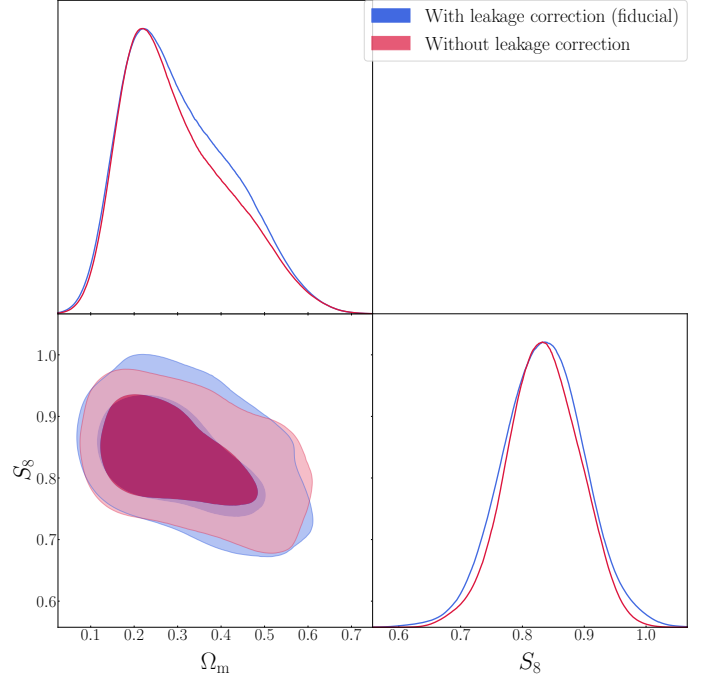 With leakage correction (fiducial)
Without leakage correction
1.0
0.9
0.8
0.7
0.6
S₈
0.1 0.2 0.3 0.4 0.5 0.6 0.7
Ωₘ
0.6 0.7 0.8 0.9 1.0
S₈